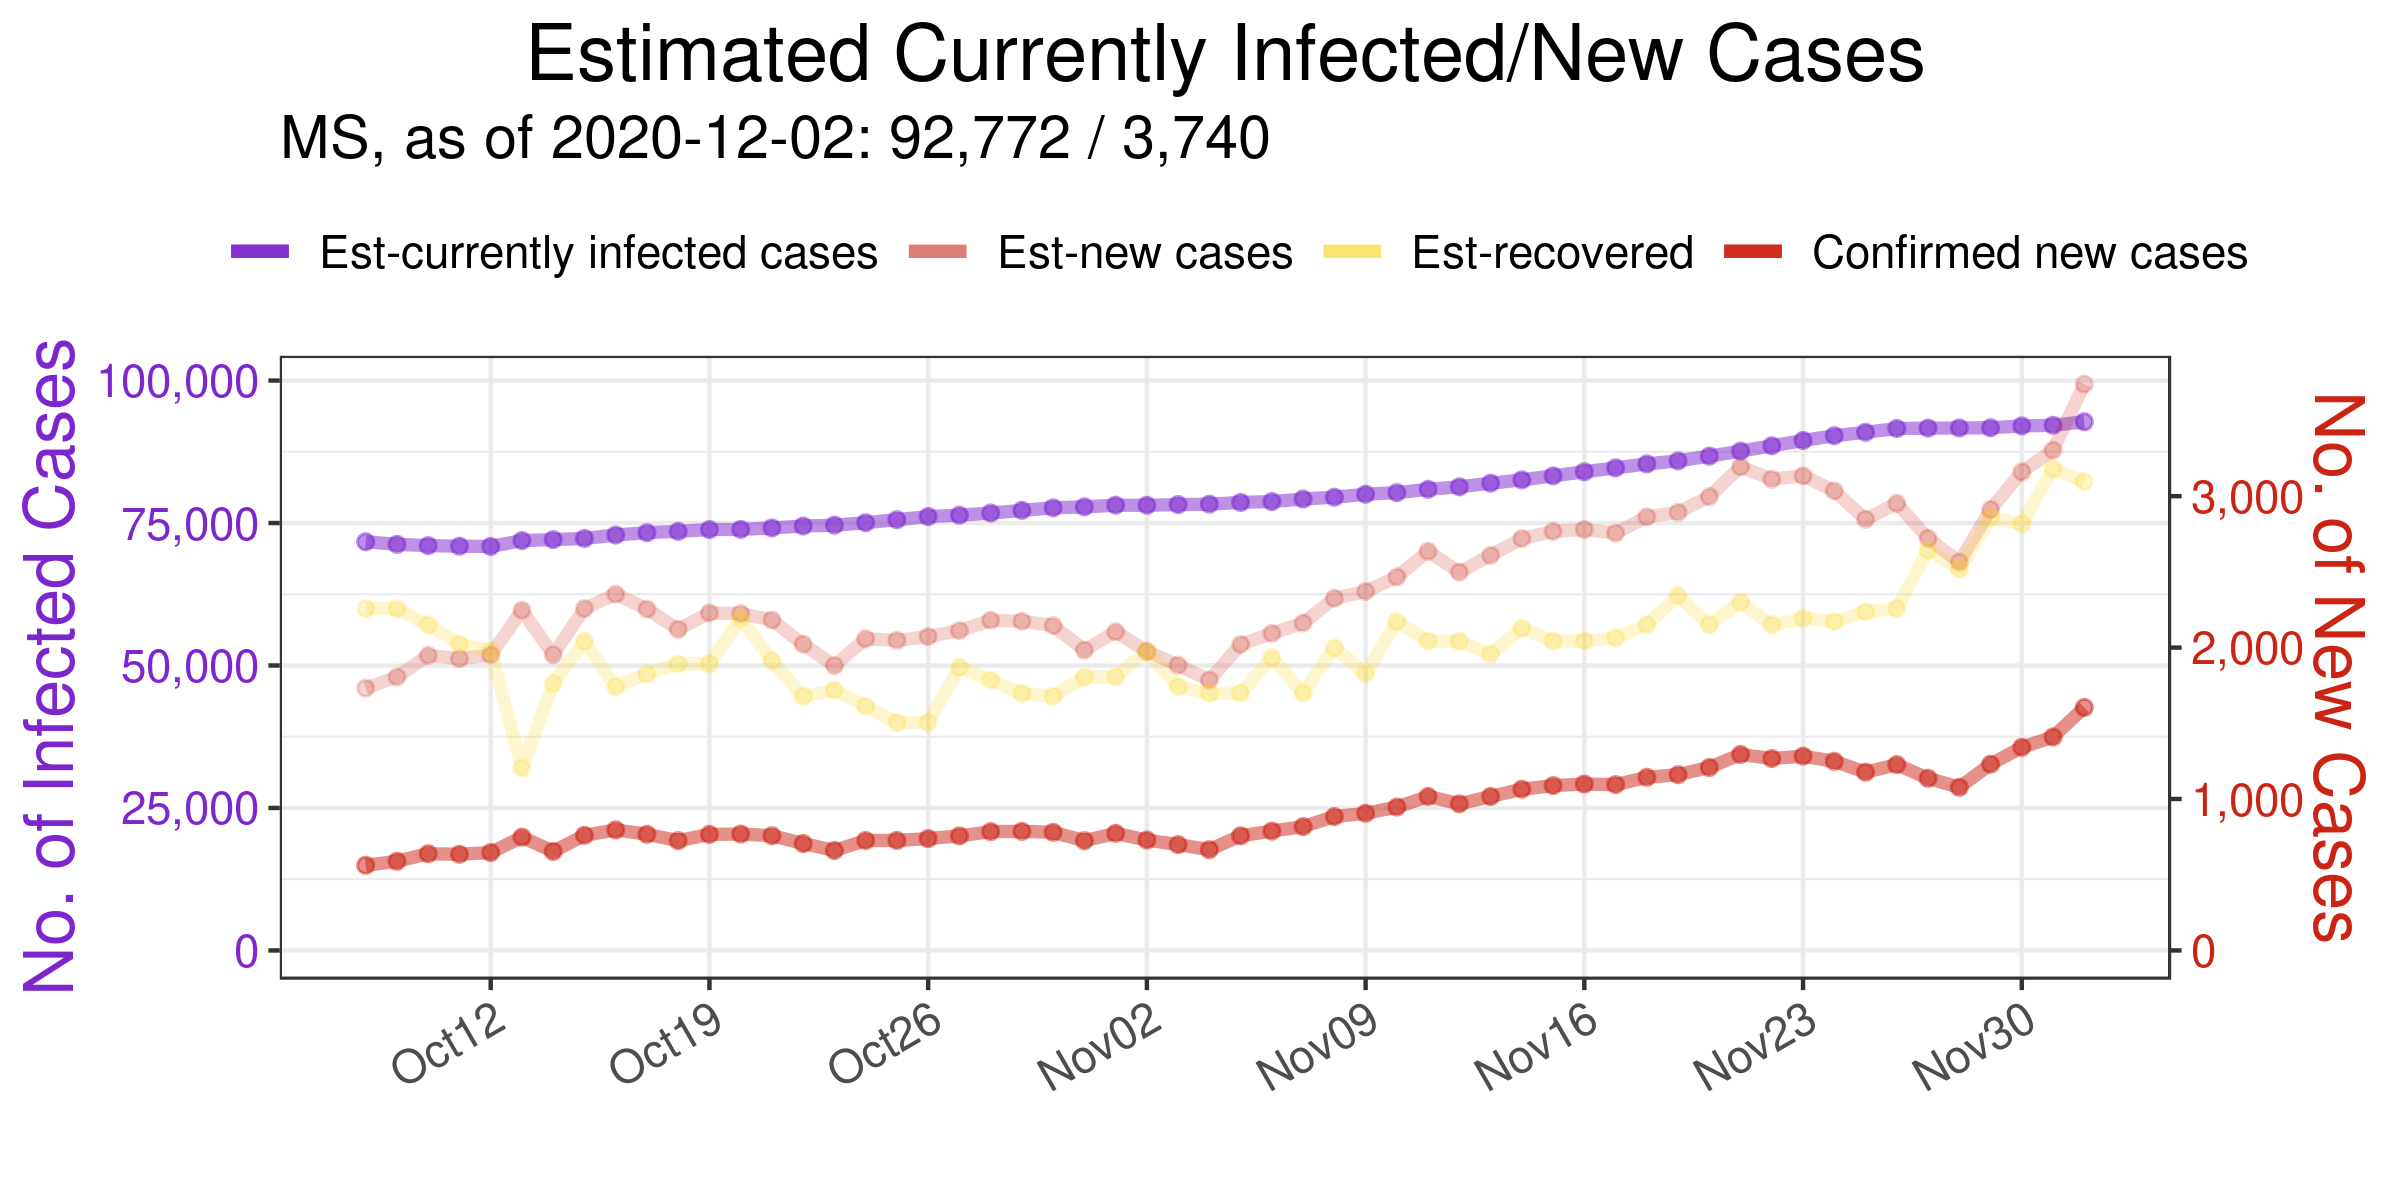 Estimated Currently Infected/New Cases
MS, as of 2020-12-02: 92,772 / 3,740
Est-currently infected cases Est-new cases Est-recovered Confirmed new cases
No. of Infected Cases
100,000
75,000
50,000
25,000
0
3,000
2,000
1,000
0
No. of New Cases
Oct12 Oct19 Oct26 Nov02 Nov09 Nov16 Nov23 Nov30